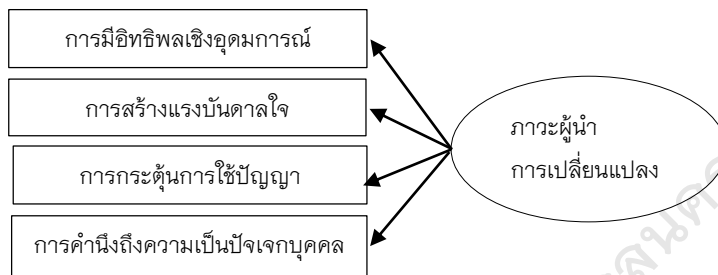 การมีอิทธิพลเชิงอุดมการณ์
การสร้างแรงบันดาลใจ
การกระตุ้นการใช้ปัญญา
การคำนึงถึงความเป็นปัจเจกบุคคล
ภาวะผู้นำ
การเปลี่ยนแปลง